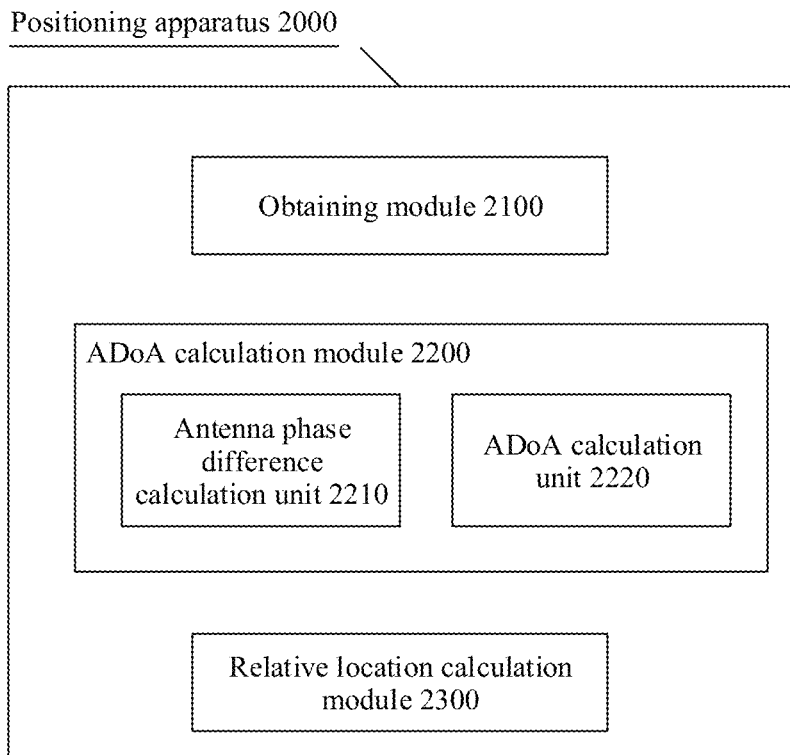 Positioning apparatus 2000
Obtaining module 2100
ADoA calculation module 2200
Antenna phase
difference
calculation unit 2210
ADoA calculation
unit 2220
Relative location calculation
module 2300